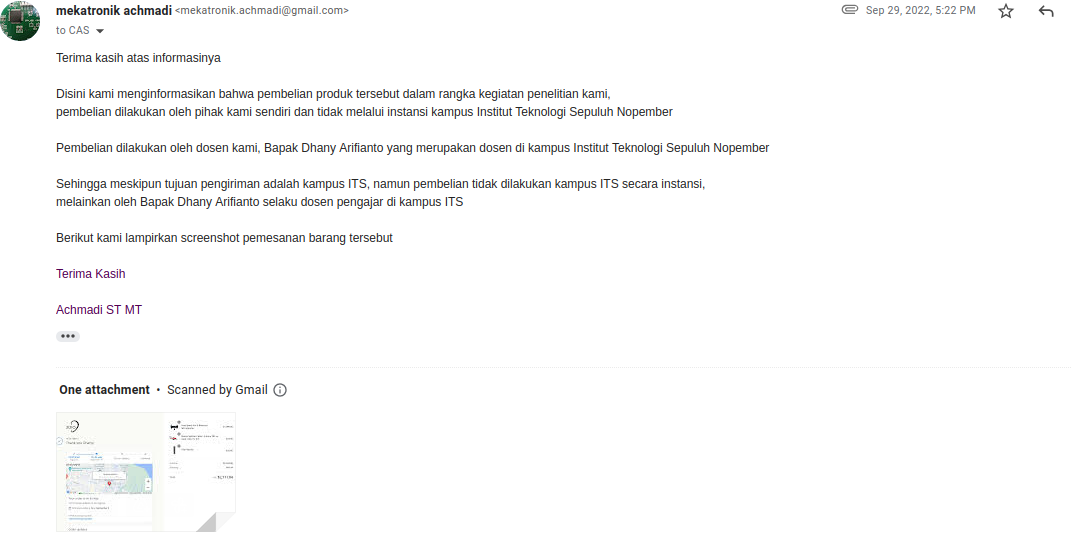 mekatronik achmadi <mekatronik.achmadi@gmail.com>
Sep 29, 2022, 5:22 PM
to CAS
Terima kasih atas informasinya
Disini kami menginformasikan bahwa pembelian produk tersebut dalam rangka kegiatan penelitian kami,
pembelian dilakukan oleh pihak kami sendiri dan tidak melalui instansi kampus Institut Teknologi Sepuluh Nopember
Pembelian dilakukan oleh dosen kami, Bapak Dhany Arifianto yang merupakan dosen di kampus Institut Teknologi Sepuluh Nopember
Sehingga meskipun tujuan pengiriman adalah kampus ITS, namun pembelian tidak dilakukan kampus ITS secara instansi,
melainkan oleh Bapak Dhany Arifianto selaku dosen pengajar di kampus ITS
Berikut kami lampirkan screenshot pemesanan barang tersebut
Terima Kasih
Achmadi ST MT
One attachment • Scanned by Gmail